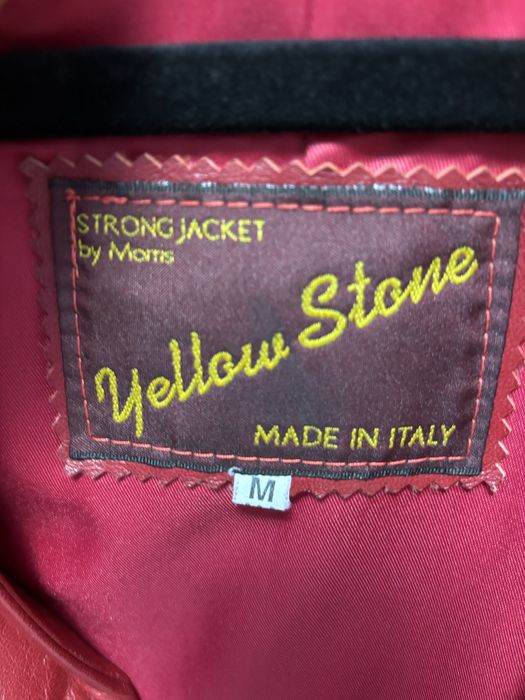 STRONG JACKET
by Morris
Yellow Stone
MADE IN ITALY
M